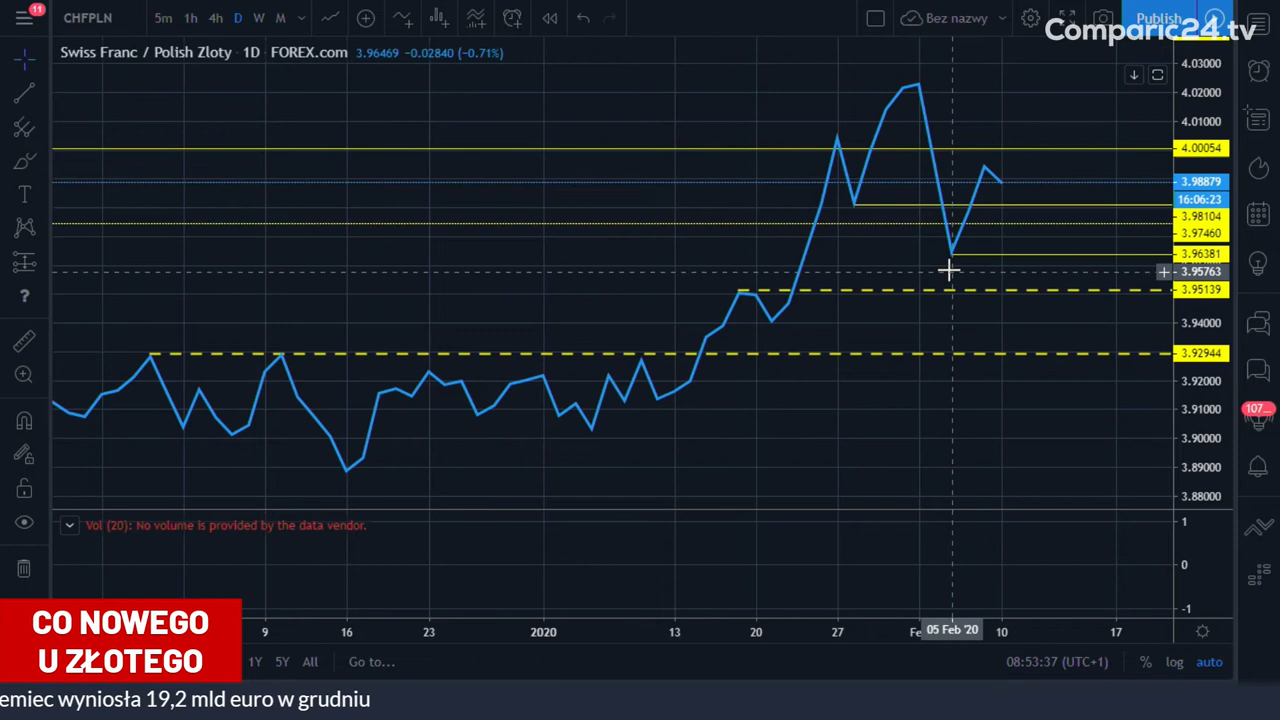 11
CHFPLN
5m 1h 4h D W M
Bez nazwy
Publish
Comparic24.tv
Swiss Franc / Polish Zloty · 1D · FOREX.com 3.96469 −0.02840 (−0.71%)
4.03000
4.02000
4.01000
4.00054
3.98879
16:06:23
3.98104
3.97460
3.96381
3.95763
3.95139
3.94000
3.92944
3.92000
3.91000
3.90000
3.89000
3.88000
107...
Vol (20): No volume is provided by the data vendor.
1
0
-1
9 16 23 2020 13 20 27 Fe 05 Feb '20 10 17
1Y 5Y All Go to... 08:53:37 (UTC+1) % log auto
CO NOWEGO
U ZŁOTEGO
emiec wyniosła 19,2 mld euro w grudniu